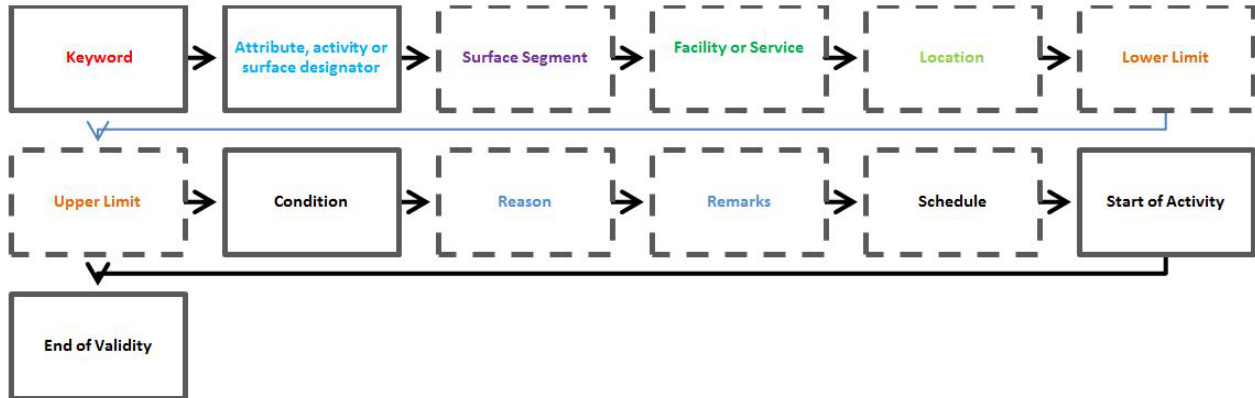 Keyword
Attribute, activity or
surface designator
Surface Segment
Facility or Service
Location
Lower Limit
Upper Limit
Condition
Reason
Remarks
Schedule
Start of Activity
End of Validity